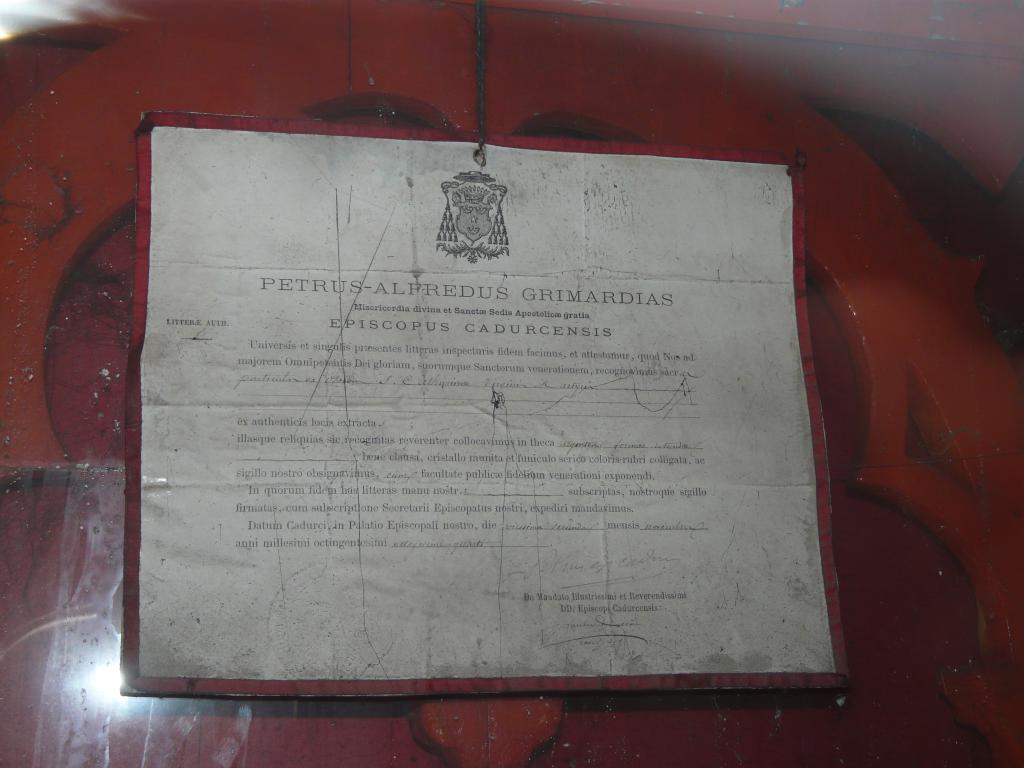 PETRUS-ALFREDUS GRIMARDIAS
Misericordia divina et Sanctæ Sedis Apostolicæ gratia
EPISCOPUS CADURCENSIS
LITTERÆ AUTH.
Universis et singulis præsentes litteras inspecturis fidem facimus, et attestamur, quod Nos ad
majorem Omnipotentis Dei gloriam, suorumque Sanctorum venerationem, recognovimus sacra
ex authenticis locis extracta.
illasque reliquias sic recognitas reverenter collocavimus in theca
bene clausa, cristallo munita et funiculo serico coloris rubri colligata, ac
sigillo nostro obsignavimus, cum facultate publicæ fidelium venerationi exponendi.
In quorum fidem has litteras manu nostr. subscriptas, nostroque sigillo
firmatas, cum subscriptione Secretarii Episcopatus nostri, expediri mandavimus.
Datum Cadurci, in Palatio Episcopali nostro, die mensis novembris
anni millesimi octingentesimi
De Mandato Illustrissimi et Reverendissimi
DD. Episcopi Cadurcensis: